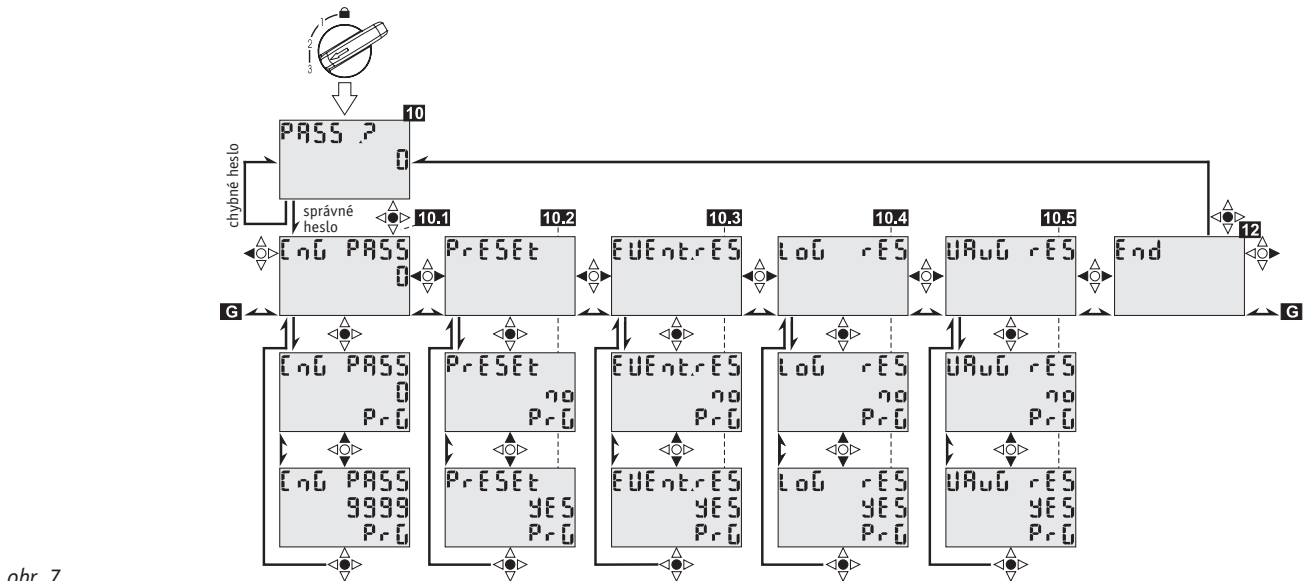 1
2
3
10
PASS ?
0
chybné heslo
správné
heslo
10.1
10.2
10.3
10.4
10.5
12
CnG PASS
0
PrESEt
EVEnt.rES
LoG rES
VAvG rES
End
G
G
CnG PASS
0
PrG
PrESEt
no
PrG
EVEnt.rES
no
PrG
LoG rES
no
PrG
VAvG rES
no
PrG
CnG PASS
9999
PrG
PrESEt
YES
PrG
EVEnt.rES
YES
PrG
LoG rES
YES
PrG
VAvG rES
YES
PrG
obr. 7